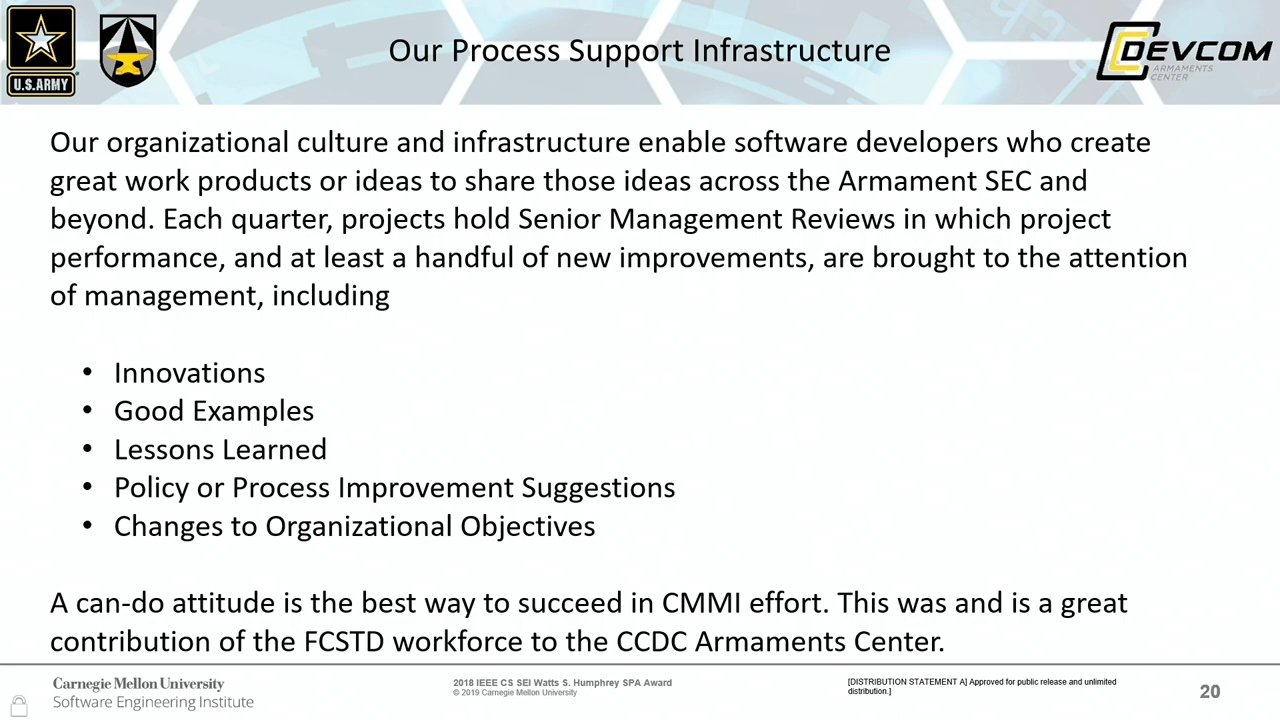 U.S.ARMY
Our Process Support Infrastructure
DEVCOM
ARMAMENTS
CENTER
Our organizational culture and infrastructure enable software developers who create
great work products or ideas to share those ideas across the Armament SEC and
beyond. Each quarter, projects hold Senior Management Reviews in which project
performance, and at least a handful of new improvements, are brought to the attention
of management, including
• Innovations
• Good Examples
• Lessons Learned
• Policy or Process Improvement Suggestions
• Changes to Organizational Objectives
A can-do attitude is the best way to succeed in CMMI effort. This was and is a great
contribution of the FCSTD workforce to the CCDC Armaments Center.
Carnegie Mellon University
Software Engineering Institute
2018 IEEE CS SEI Watts S. Humphrey SPA Award
© 2019 Carnegie Mellon University
[DISTRIBUTION STATEMENT A] Approved for public release and unlimited
distribution.]
20